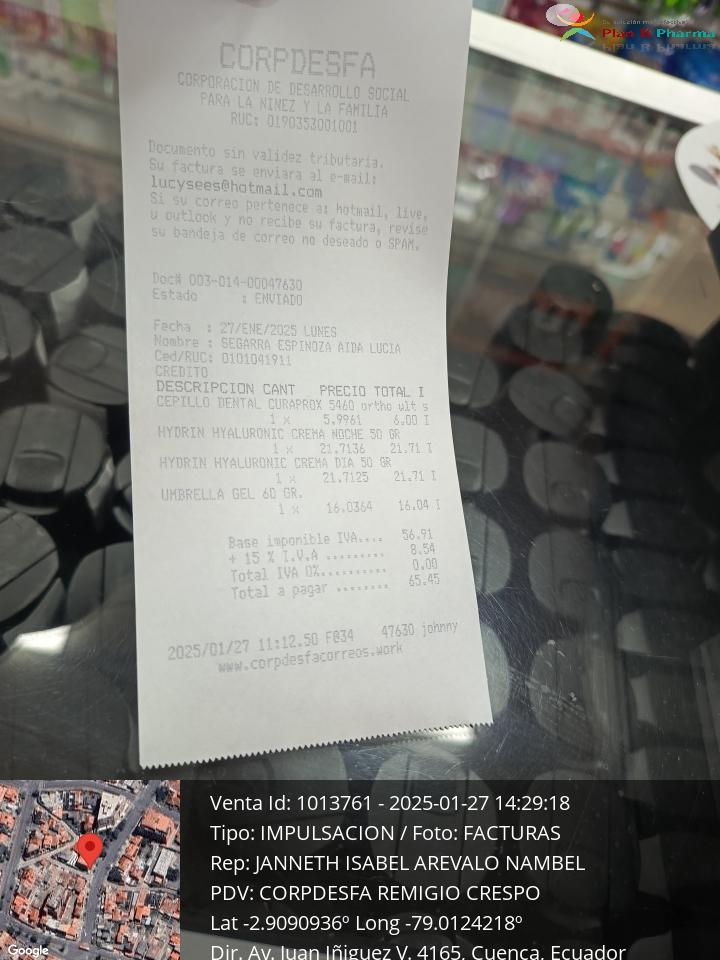 Su solución más efectiva
Plan B Pharma
CORPDESFA
CORPORACION DE DESARROLLO SOCIAL
PARA LA NINEZ Y LA FAMILIA
RUC: 0190353001001
Documento sin validez tributaria.
Su factura se enviara al e-mail:
lucysees@hotmail.com
Si su correo pertenece a: hotmail, live,
u outlook y no recibe su factura, revise
su bandeja de correo no deseado o SPAM.
Doc# 003-014-00047630
Estado : ENVIADO
Fecha : 27/ENE/2025 LUNES
Nombre : SEGARRA ESPINOZA AIDA LUCIA
Ced/RUC: 0101041911
CREDITO
DESCRIPCION CANT PRECIO TOTAL I
CEPILLO DENTAL CURAPROX 5460 ortho ult s
1 x 5.9961 6.00 I
HYDRIN HYALURONIC CREMA NOCHE 50 GR
1 x 21.7136 21.71 I
HYDRIN HYALURONIC CREMA DIA 50 GR
1 x 21.7125 21.71 I
UMBRELLA GEL 60 GR.
1 x 16.0364 16.04 I
Base imponible IVA.... 56.91
+ 15 % I.V.A ......... 8.54
Total IVA 0%.......... 0.00
Total a pagar ........ 65.45
2025/01/27 11:12.50 F@34 47630 johnny
www.corpdesfacorreos.work
Venta Id: 1013761 - 2025-01-27 14:29:18
Tipo: IMPULSACION / Foto: FACTURAS
Rep: JANNETH ISABEL AREVALO NAMBEL
PDV: CORPDESFA REMIGIO CRESPO
Lat -2.9090936º Long -79.0124218º
Dir. Av. Juan Iñiguez V. 4165, Cuenca, Ecuador
Google